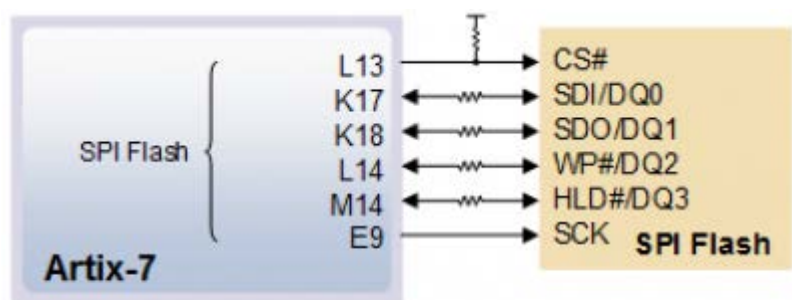 L13 CS#
K17 SDI/DQ0
K18 SDO/DQ1
SPI Flash L14 WP#/DQ2
M14 HLD#/DQ3
E9 SCK SPI Flash
Artix-7